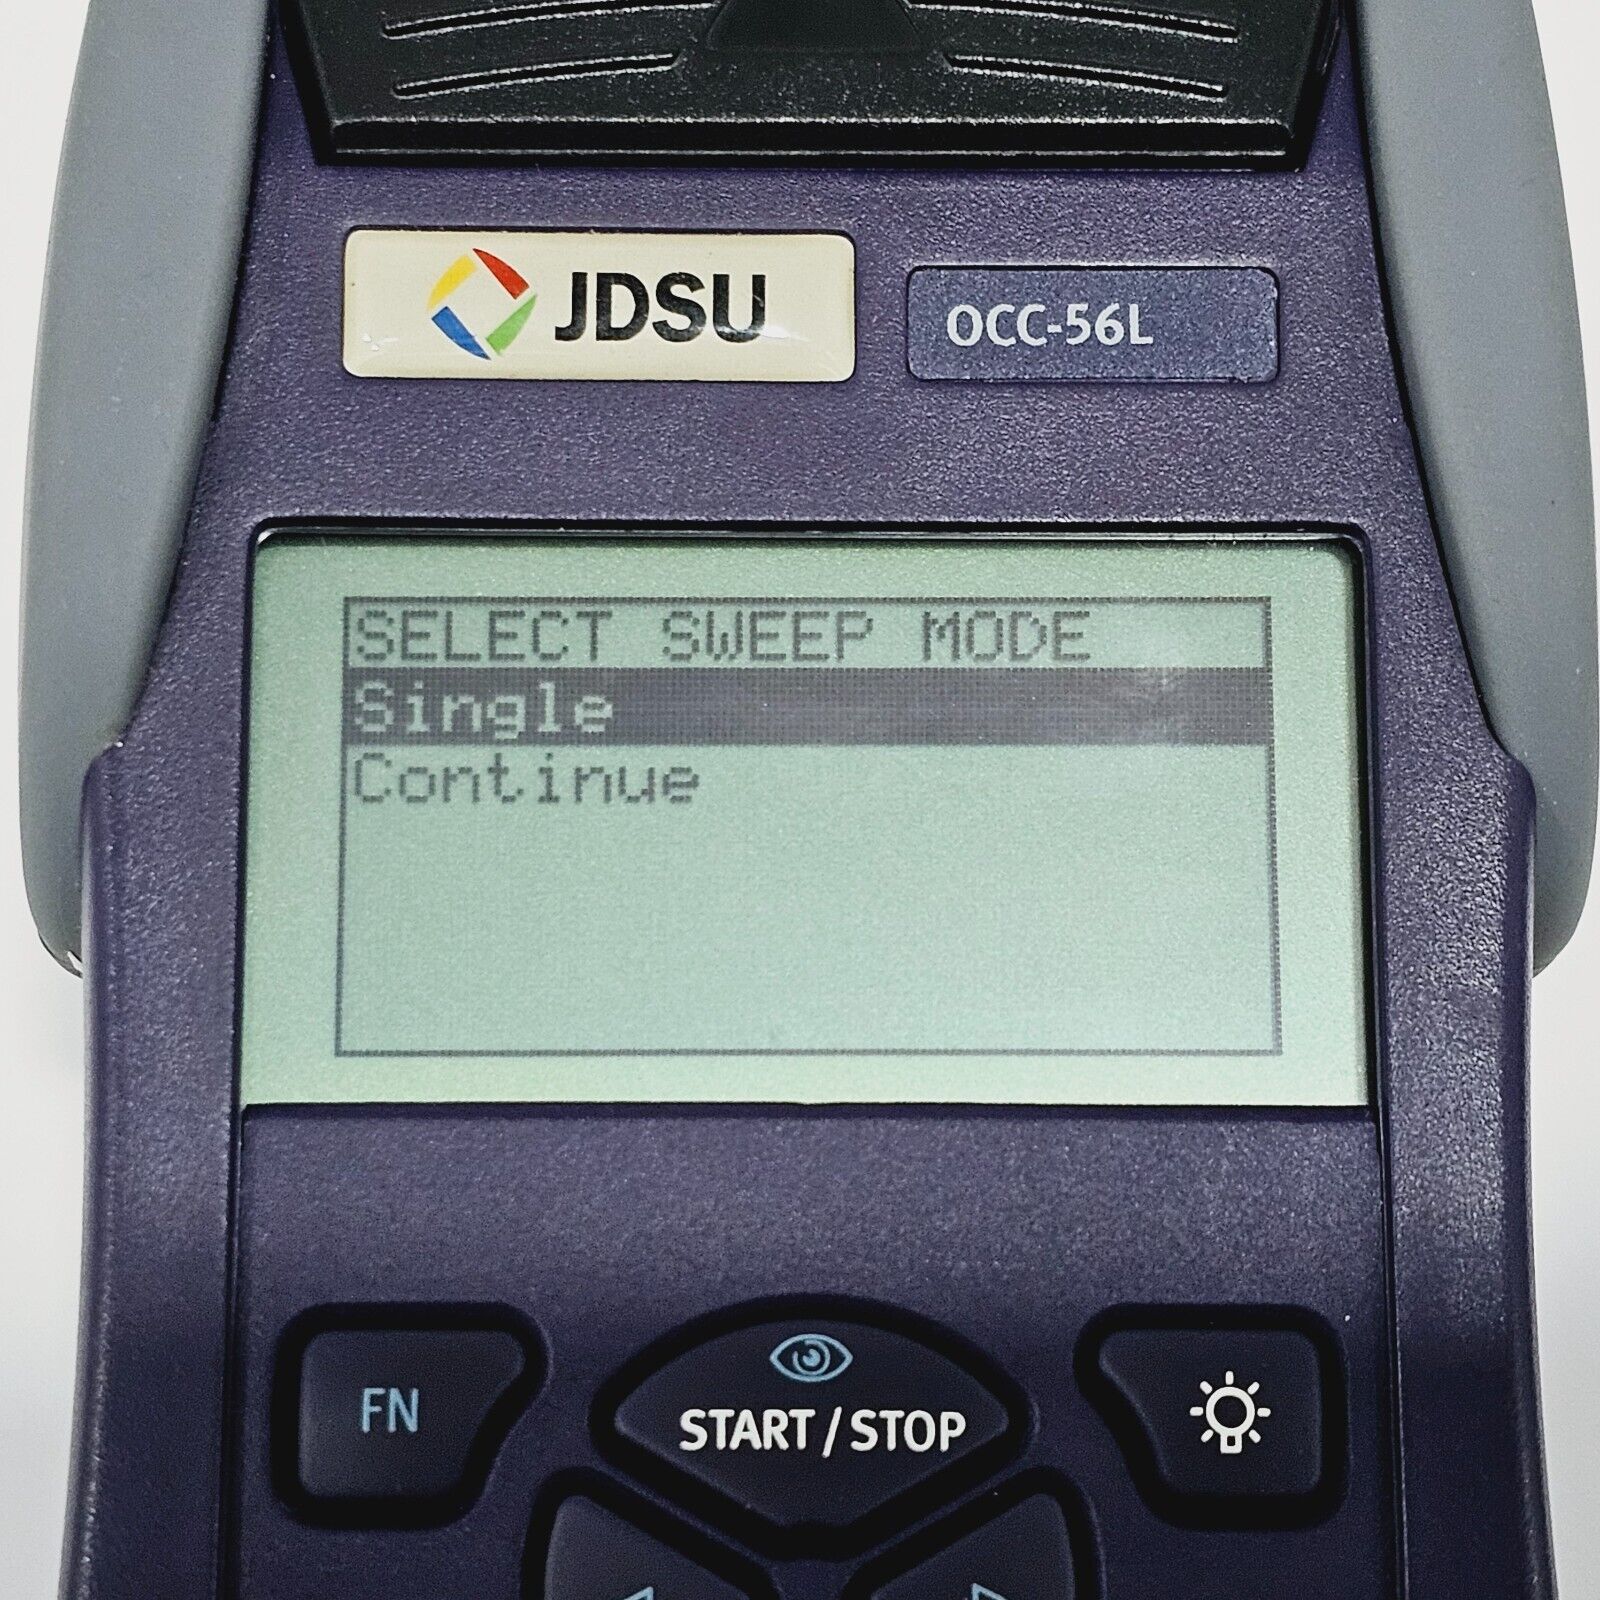 JDSU
OCC-56L
SELECT SWEEP MODE
Single
Continue
FN
START/STOP